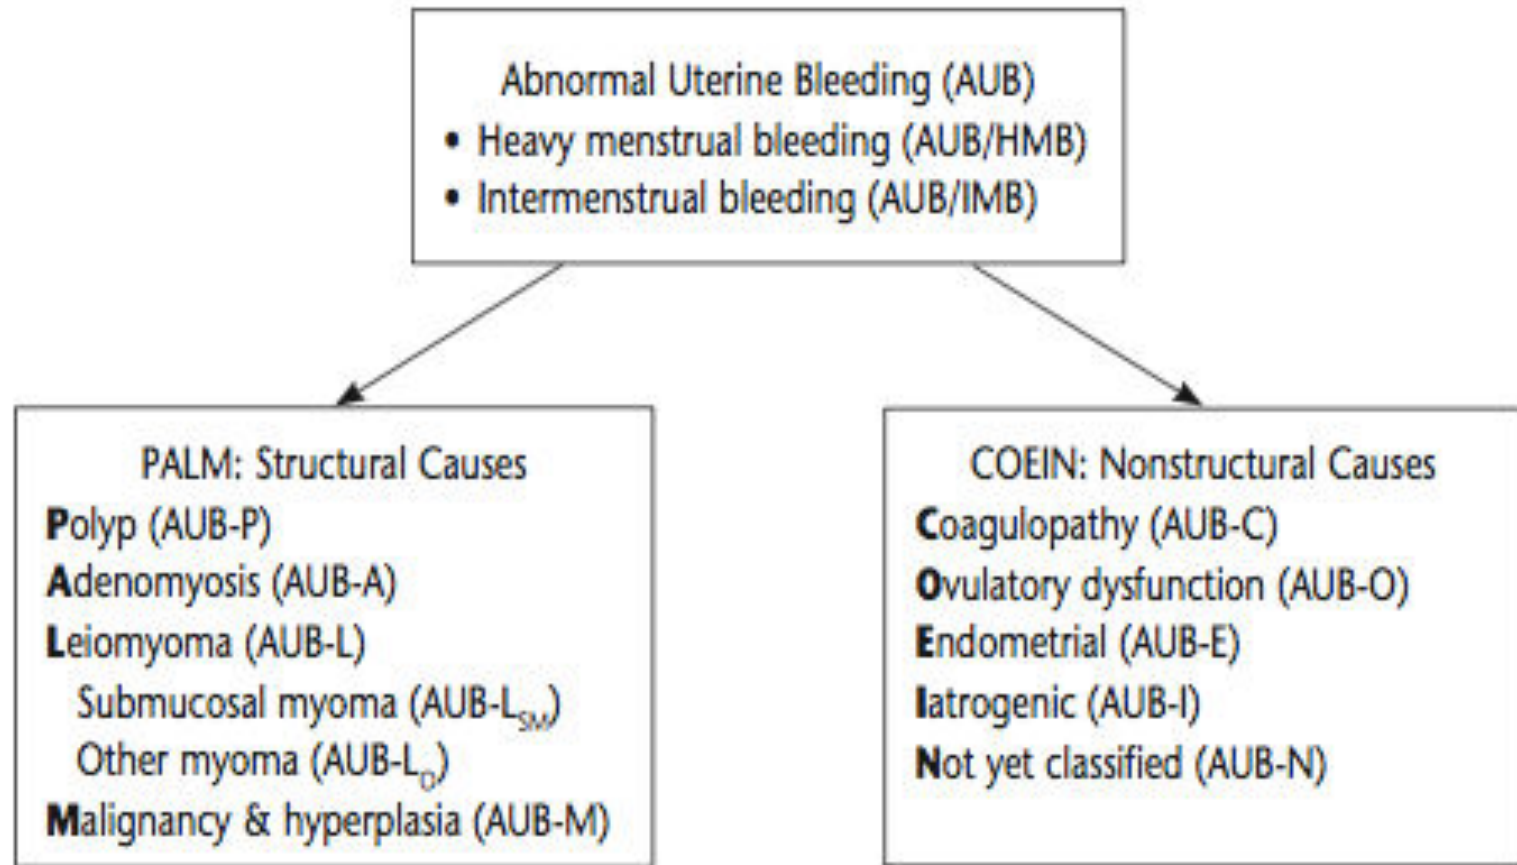 Abnormal Uterine Bleeding (AUB)
• Heavy menstrual bleeding (AUB/HMB)
• Intermenstrual bleeding (AUB/IMB)
PALM: Structural Causes
Polyp (AUB-P)
Adenomyosis (AUB-A)
Leiomyoma (AUB-L)
Submucosal myoma (AUB-L_SM)
Other myoma (AUB-L_O)
Malignancy & hyperplasia (AUB-M)
COEIN: Nonstructural Causes
Coagulopathy (AUB-C)
Ovulatory dysfunction (AUB-O)
Endometrial (AUB-E)
Iatrogenic (AUB-I)
Not yet classified (AUB-N)